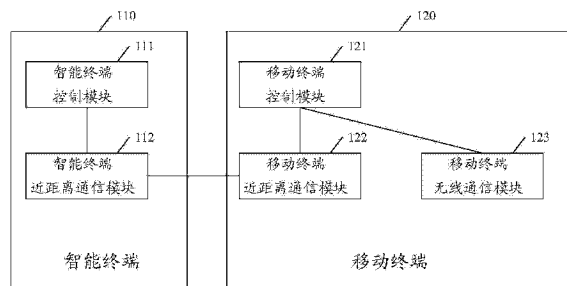 110
120
111
智能终端
控制模块
121
移动终端
控制模块
112
智能终端
近距离通信模块
122
移动终端
近距离通信模块
123
移动终端
无线通信模块
智能终端
移动终端